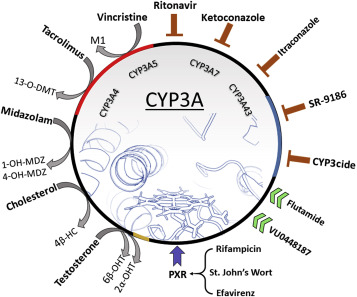 Ritonavir
Ketoconazole
Itraconazole
SR-9186
CYP3cide
Flutamide
VU0448187
Rifampicin
St. John's Wort
Efavirenz
PXR
2α-OHT
6β-OHT
Testosterone
4β-HC
Cholesterol
4-OH-MDZ
1-OH-MDZ
Midazolam
13-O-DMT
Tacrolimus
M1
Vincristine
CYP3A4
CYP3A5
CYP3A7
CYP3A43
CYP3A